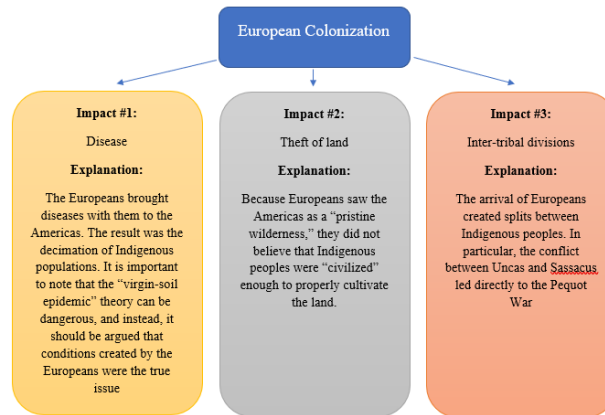 European Colonization
Impact #1:
Disease
Explanation:
The Europeans brought
diseases with them to the
Americas. The result was the
decimation of Indigenous
populations. It is important
to note that the “virgin-soil
epidemic” theory can be
dangerous, and instead, it
should be argued that
conditions created by the
Europeans were the true
issue
Impact #2:
Theft of land
Explanation:
Because Europeans saw the
Americas as a “pristine
wilderness,” they did not
believe that Indigenous
peoples were “civilized”
enough to properly cultivate
the land.
Impact #3:
Inter-tribal divisions
Explanation:
The arrival of Europeans
created splits between
Indigenous peoples. In
particular, the conflict
between Uncas and Sassacus
led directly to the Pequot
War